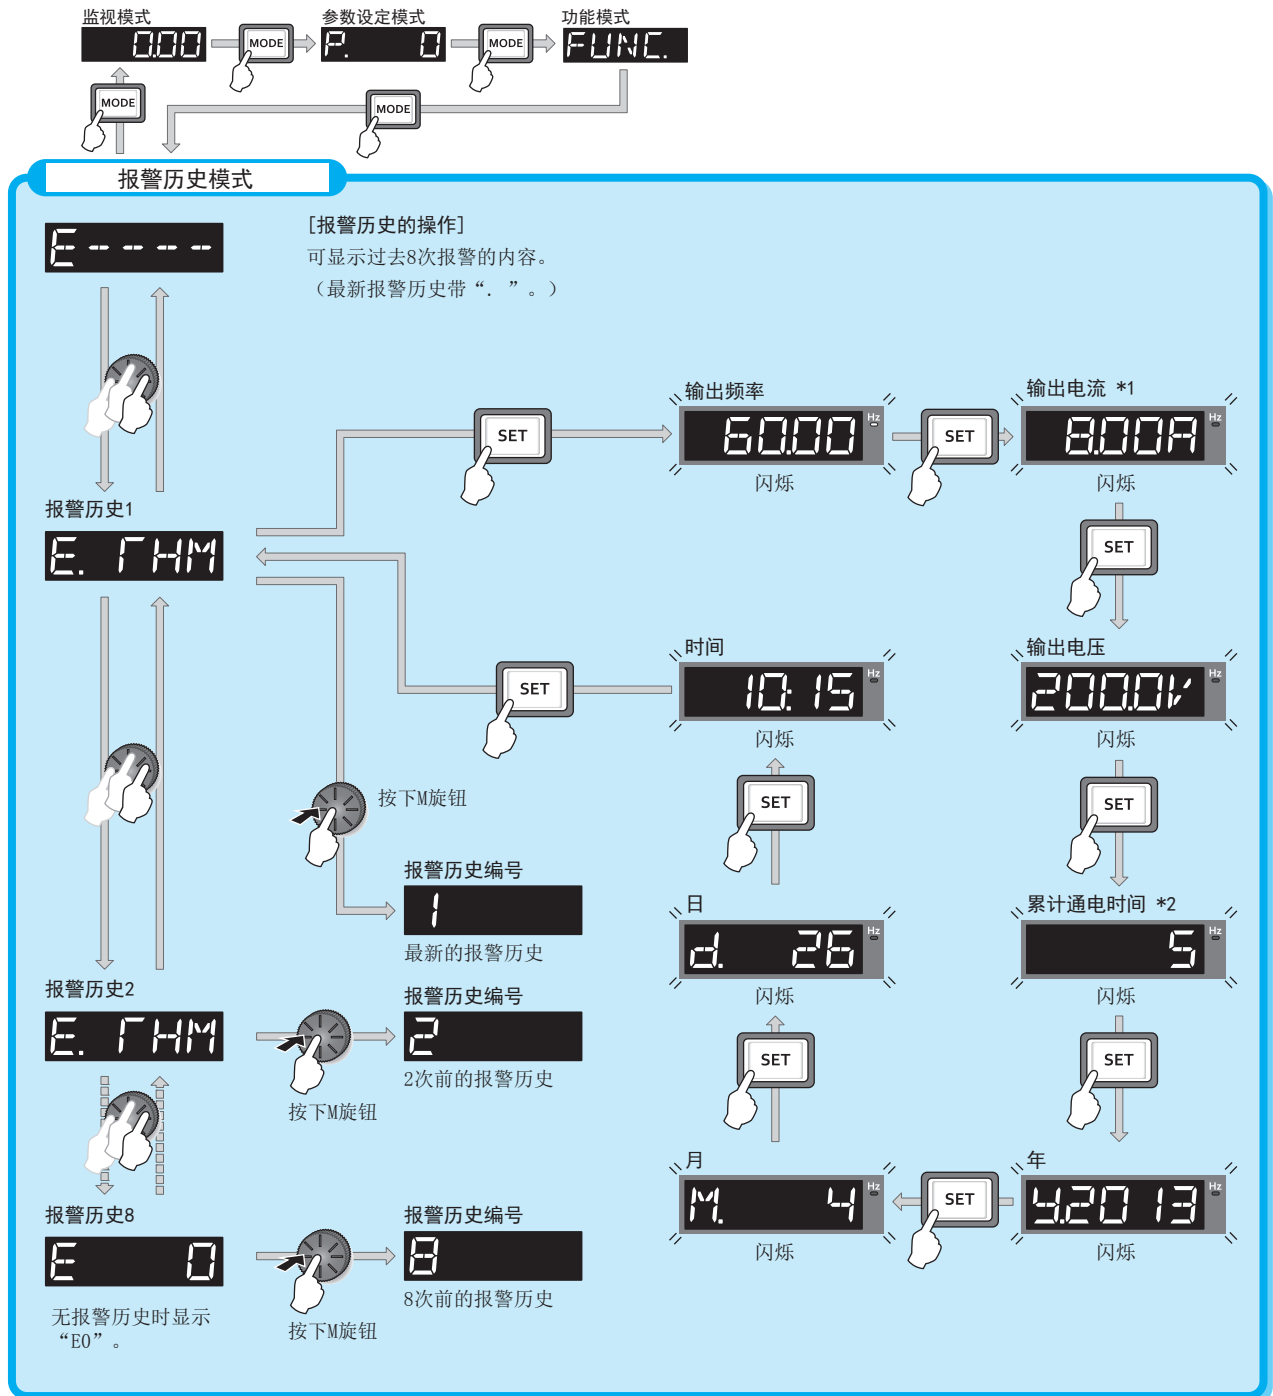 监视模式
参数设定模式
功能模式
0.00
MODE
P. 0
MODE
FUNC.
MODE
MODE
报警历史模式
E----
[报警历史的操作]
可显示过去8次报警的内容。
（最新报警历史带“. ”。）
输出频率
60.00
Hz
闪烁
SET
SET
输出电流 *1
8.00A
Hz
闪烁
报警历史1
E. THM
SET
时间
10:15
Hz
闪烁
SET
输出电压
200.0V
Hz
闪烁
按下M旋钮
SET
SET
报警历史编号
1
最新的报警历史
日
d. 26
Hz
闪烁
累计通电时间 *2
5
Hz
闪烁
报警历史2
E. THM
按下M旋钮
报警历史编号
2
2次前的报警历史
SET
SET
月
M. 4
Hz
闪烁
SET
年
y.2013
Hz
闪烁
报警历史8
E 0
无报警历史时显示
“E0”。
按下M旋钮
报警历史编号
8
8次前的报警历史